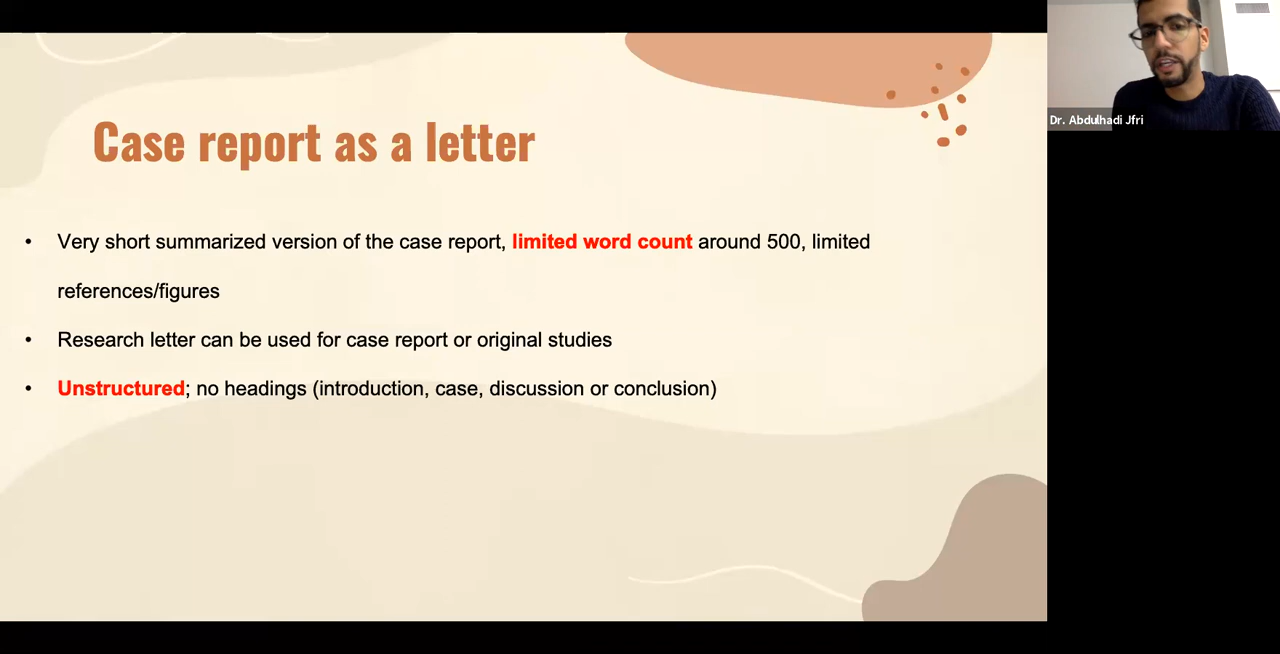 Case report as a letter
• Very short summarized version of the case report, limited word count around 500, limited
references/figures
• Research letter can be used for case report or original studies
• Unstructured; no headings (introduction, case, discussion or conclusion)
Dr. Abdulhadi Jfri